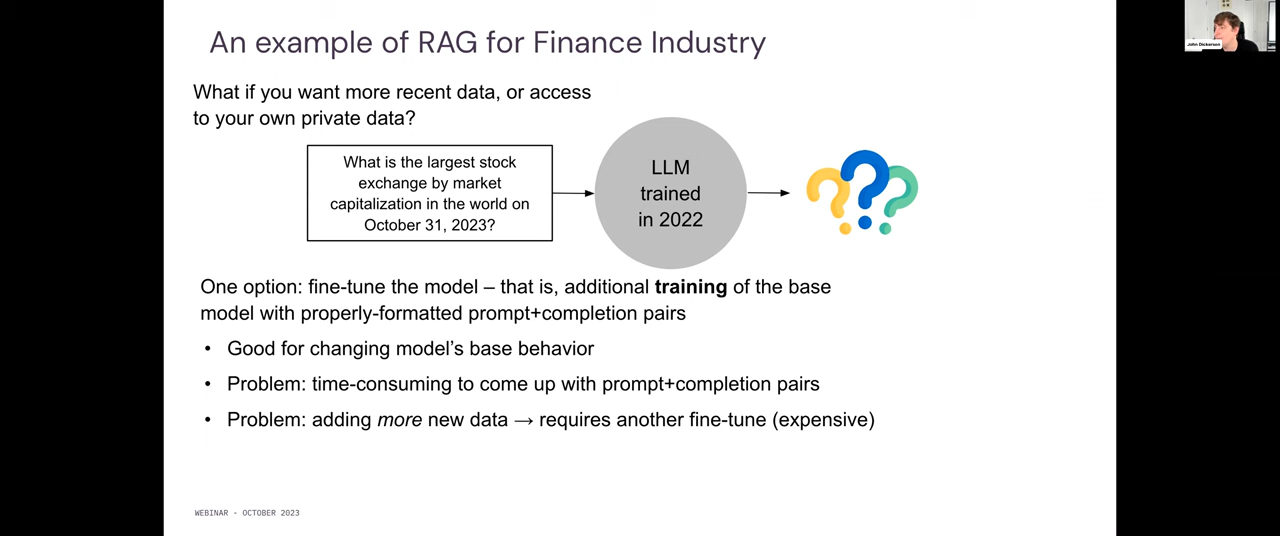 An example of RAG for Finance Industry
John Dickerson
What if you want more recent data, or access
to your own private data?
What is the largest stock
exchange by market
capitalization in the world on
October 31, 2023?
LLM
trained
in 2022
One option: fine-tune the model – that is, additional training of the base
model with properly-formatted prompt+completion pairs
• Good for changing model's base behavior
• Problem: time-consuming to come up with prompt+completion pairs
• Problem: adding more new data → requires another fine-tune (expensive)
WEBINAR - OCTOBER 2023